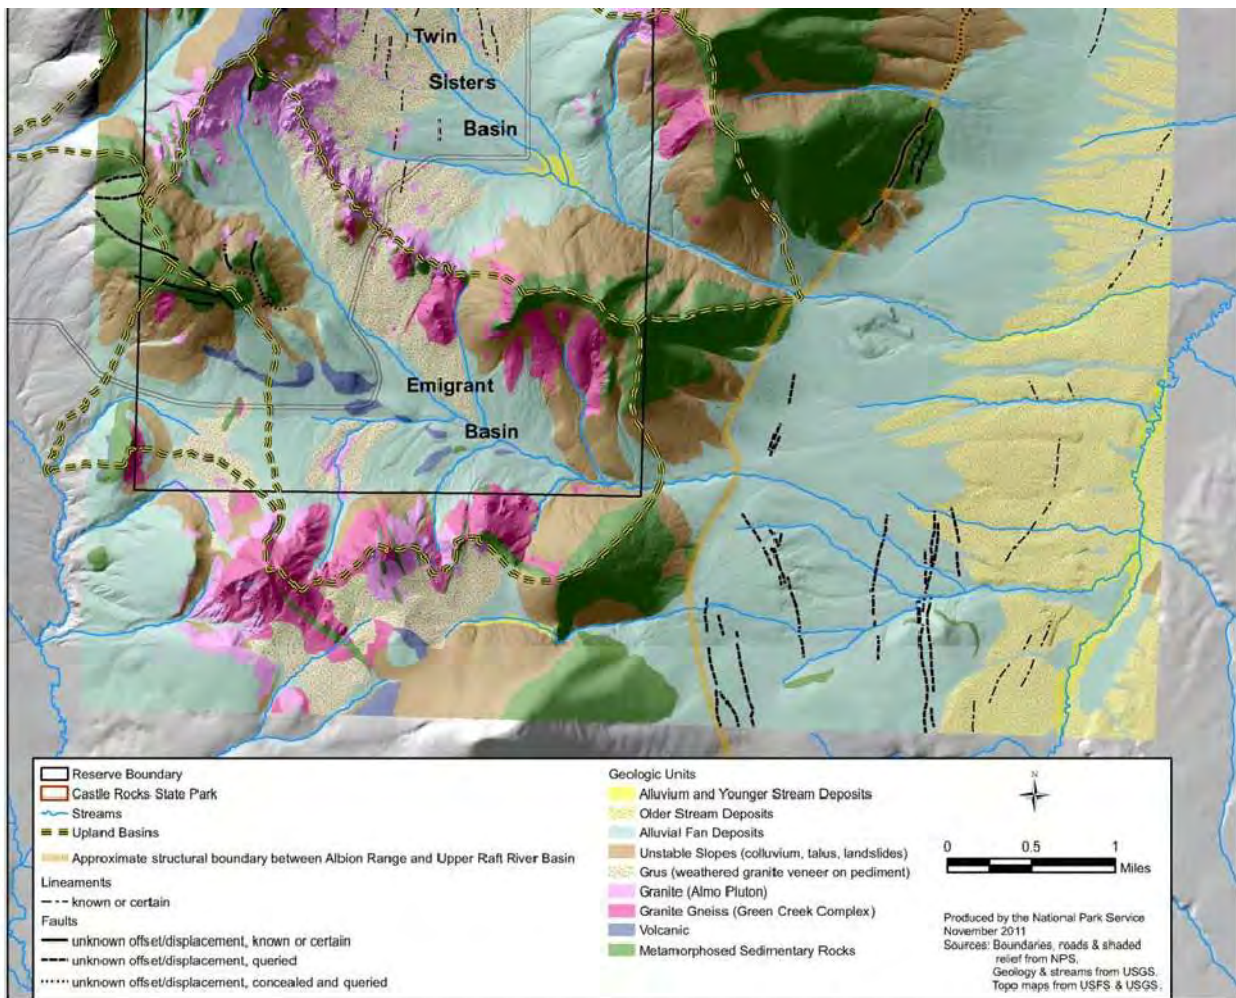 Twin
Sisters
Basin
Emigrant
Basin
Reserve Boundary
Castle Rocks State Park
Streams
Upland Basins
Approximate structural boundary between Albion Range and Upper Raft River Basin
Lineaments
known or certain
Faults
unknown offset/displacement, known or certain
unknown offset/displacement, queried
unknown offset/displacement, concealed and queried
Geologic Units
Alluvium and Younger Stream Deposits
Older Stream Deposits
Alluvial Fan Deposits
Unstable Slopes (colluvium, talus, landslides)
Grus (weathered granite veneer on pediment)
Granite (Almo Pluton)
Granite Gneiss (Green Creek Complex)
Volcanic
Metamorphosed Sedimentary Rocks
N
0 0.5 1
Miles
Produced by the National Park Service
November 2011
Sources: Boundaries, roads & shaded
relief from NPS.
Geology & streams from USGS.
Topo maps from USFS & USGS.